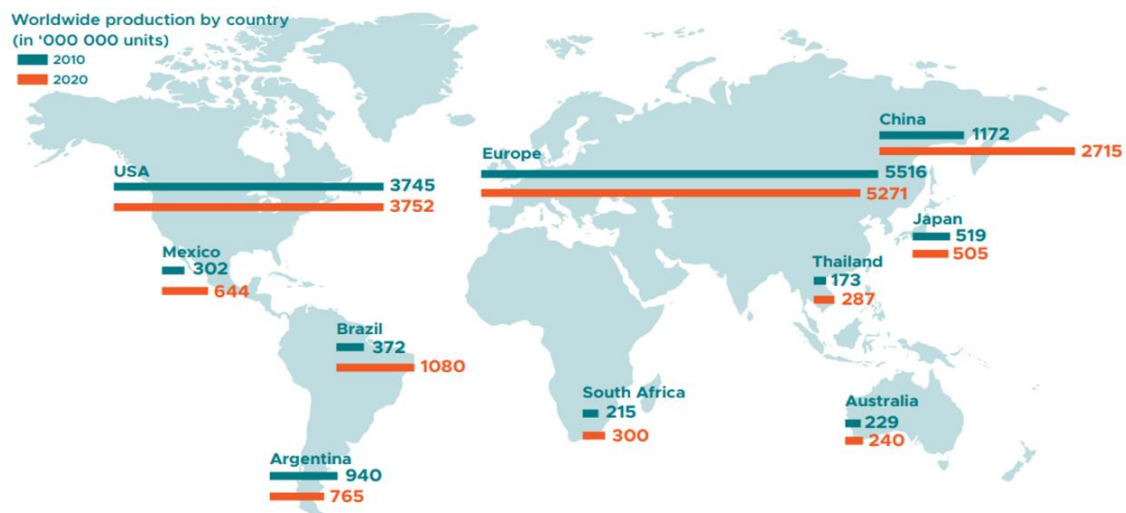 Worldwide production by country
(in ‘000 000 units)
2010
2020
China
1172
2715
Europe
5516
5271
USA
3745
3752
Japan
519
505
Mexico
302
644
Thailand
173
287
Brazil
372
1080
South Africa
215
300
Australia
229
240
Argentina
940
765